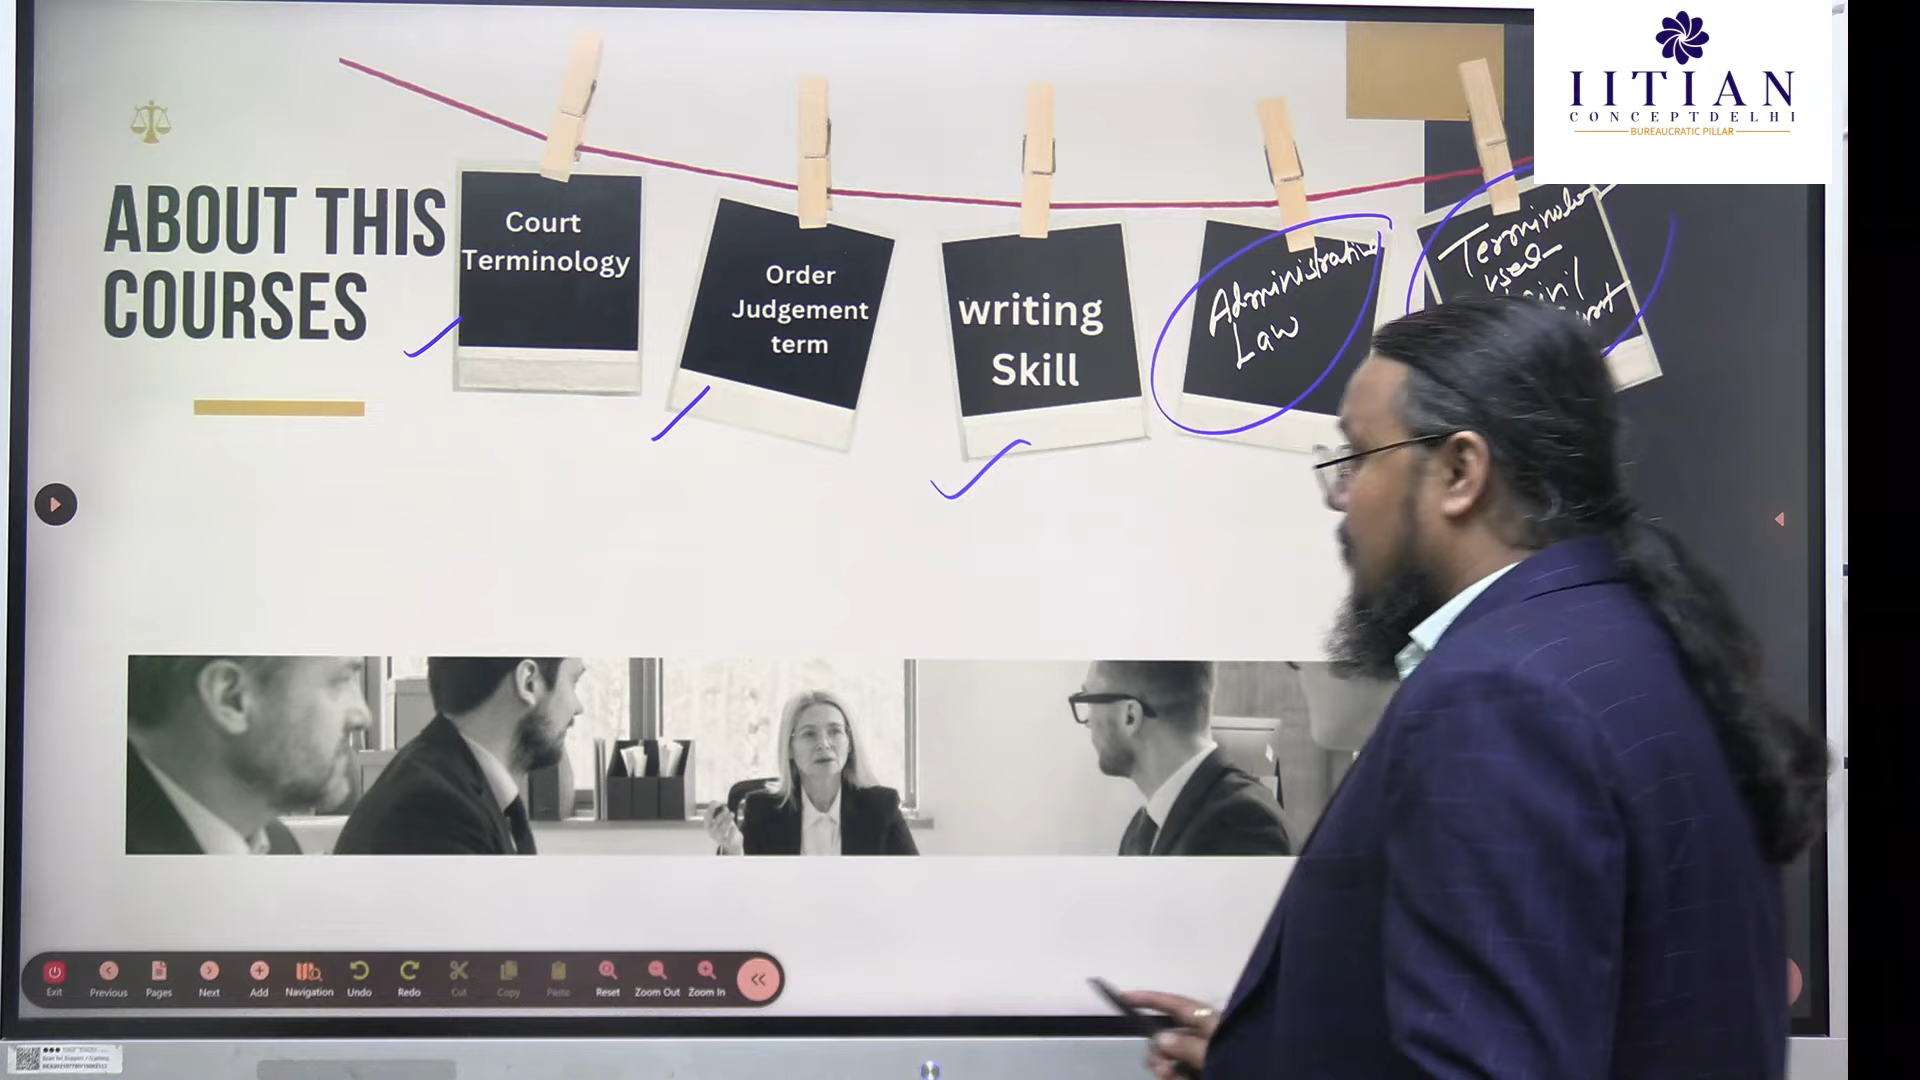 IITIAN
CONCEPTDELHI
BUREAUCRATIC PILLAR
ABOUT THIS
COURSES
Court
Terminology
Order
Judgement
term
writing
Skill
Administrative
Law
used
Exit
Previous
Pages
Next
Add
Navigation
Undo
Redo
Cut
Copy
Paste
Reset
Zoom Out
Zoom In